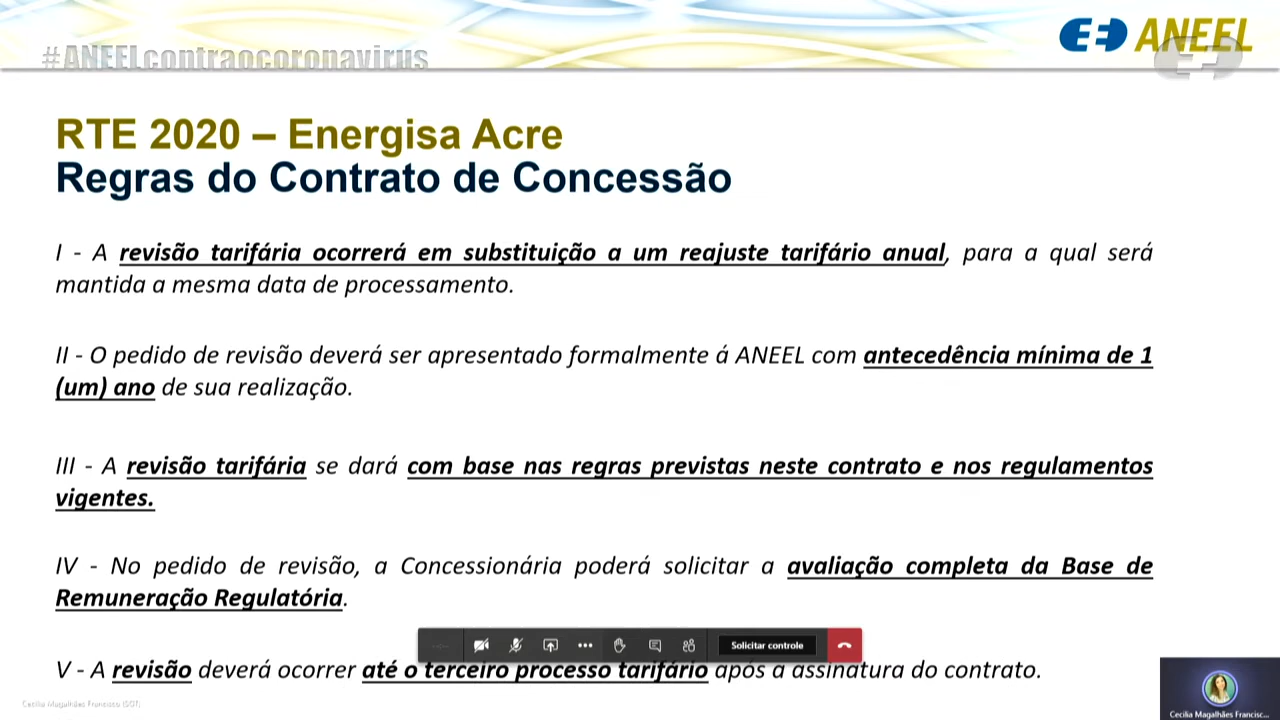 #ANEELcontraocoronavirus
ANEEL
RTE 2020 – Energisa Acre
Regras do Contrato de Concessão
I - A revisão tarifária ocorrerá em substituição a um reajuste tarifário anual, para a qual será
mantida a mesma data de processamento.
II - O pedido de revisão deverá ser apresentado formalmente á ANEEL com antecedência mínima de 1
(um) ano de sua realização.
III - A revisão tarifária se dará com base nas regras previstas neste contrato e nos regulamentos
vigentes.
IV - No pedido de revisão, a Concessionária poderá solicitar a avaliação completa da Base de
Remuneração Regulatória.
Solicitar controle
V - A revisão deverá ocorrer até o terceiro processo tarifário após a assinatura do contrato.
Cecilia Magalhães Francisco (SGT)
Cecilia Magalhães Francisc...